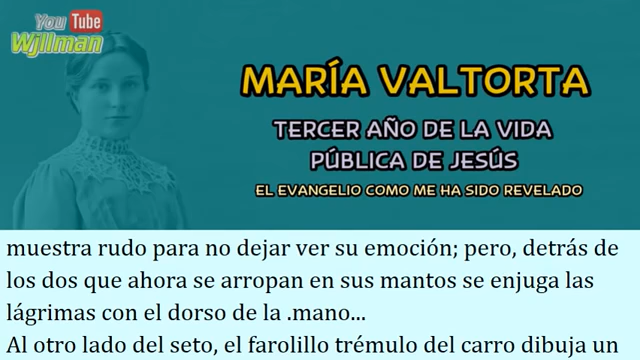 You Tube
Wjllman
MARÍA VALTORTA
TERCER AÑO DE LA VIDA
PÚBLICA DE JESÚS
EL EVANGELIO COMO ME HA SIDO REVELADO
muestra rudo para no dejar ver su emoción; pero, detrás de
los dos que ahora se arropan en sus mantos se enjuga las
lágrimas con el dorso de la .mano...
Al otro lado del seto, el farolillo trémulo del carro dibuja un